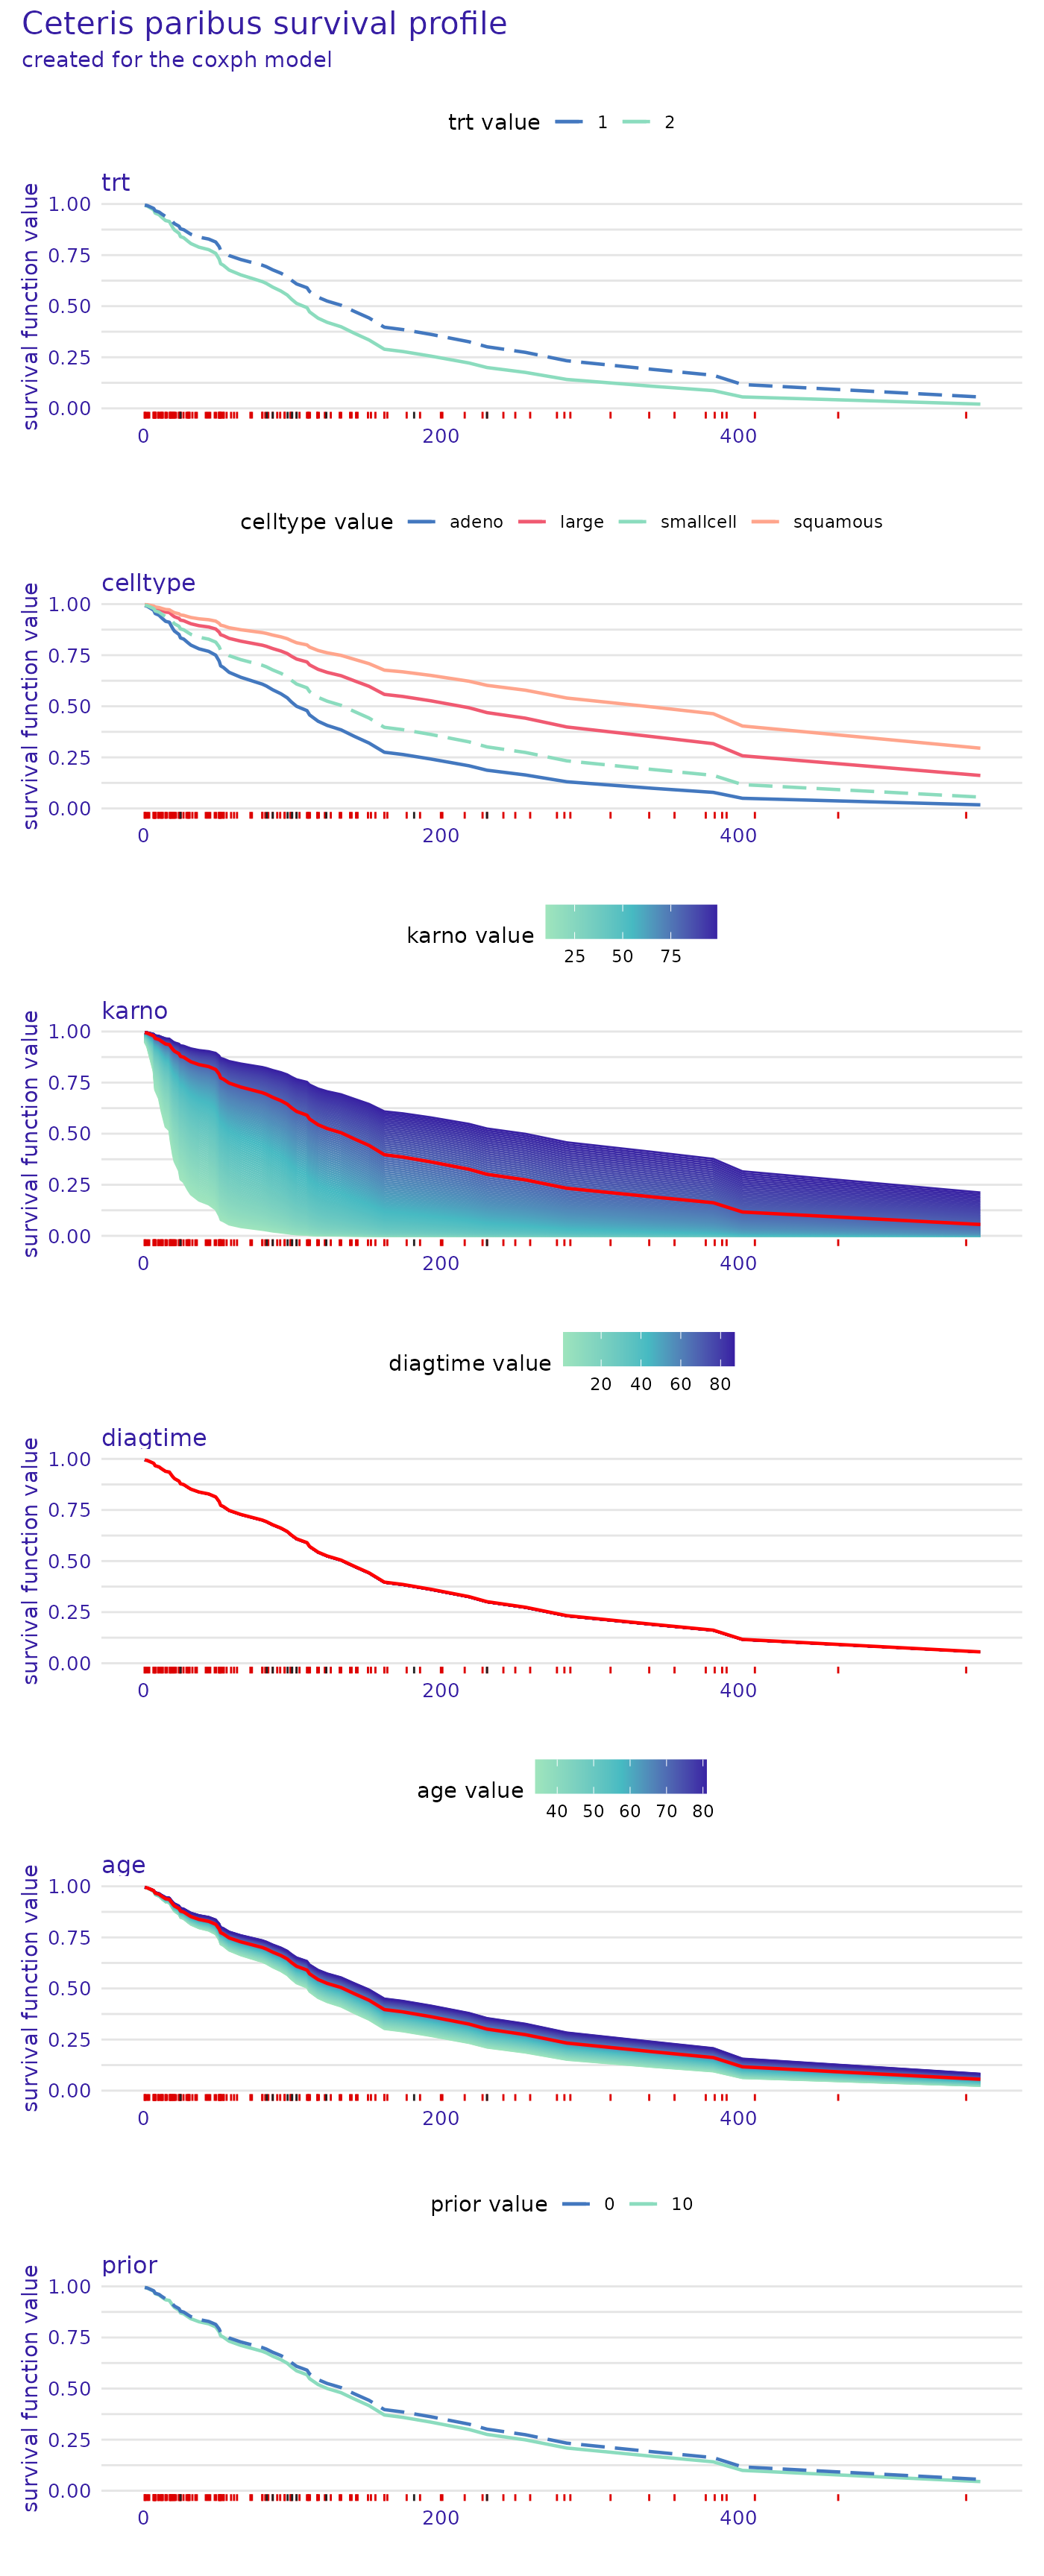 Ceteris paribus survival profile
created for the coxph model
trt value 1 2
trt
survival function value
1.00
0.75
0.50
0.25
0.00
0 200 400
celltype value adeno large smallcell squamous
celltype
survival function value
1.00
0.75
0.50
0.25
0.00
0 200 400
karno value
25 50 75
karno
survival function value
1.00
0.75
0.50
0.25
0.00
0 200 400
diagtime value
20 40 60 80
diagtime
survival function value
1.00
0.75
0.50
0.25
0.00
0 200 400
age value
40 50 60 70 80
age
survival function value
1.00
0.75
0.50
0.25
0.00
0 200 400
prior value 0 10
prior
survival function value
1.00
0.75
0.50
0.25
0.00
0 200 400